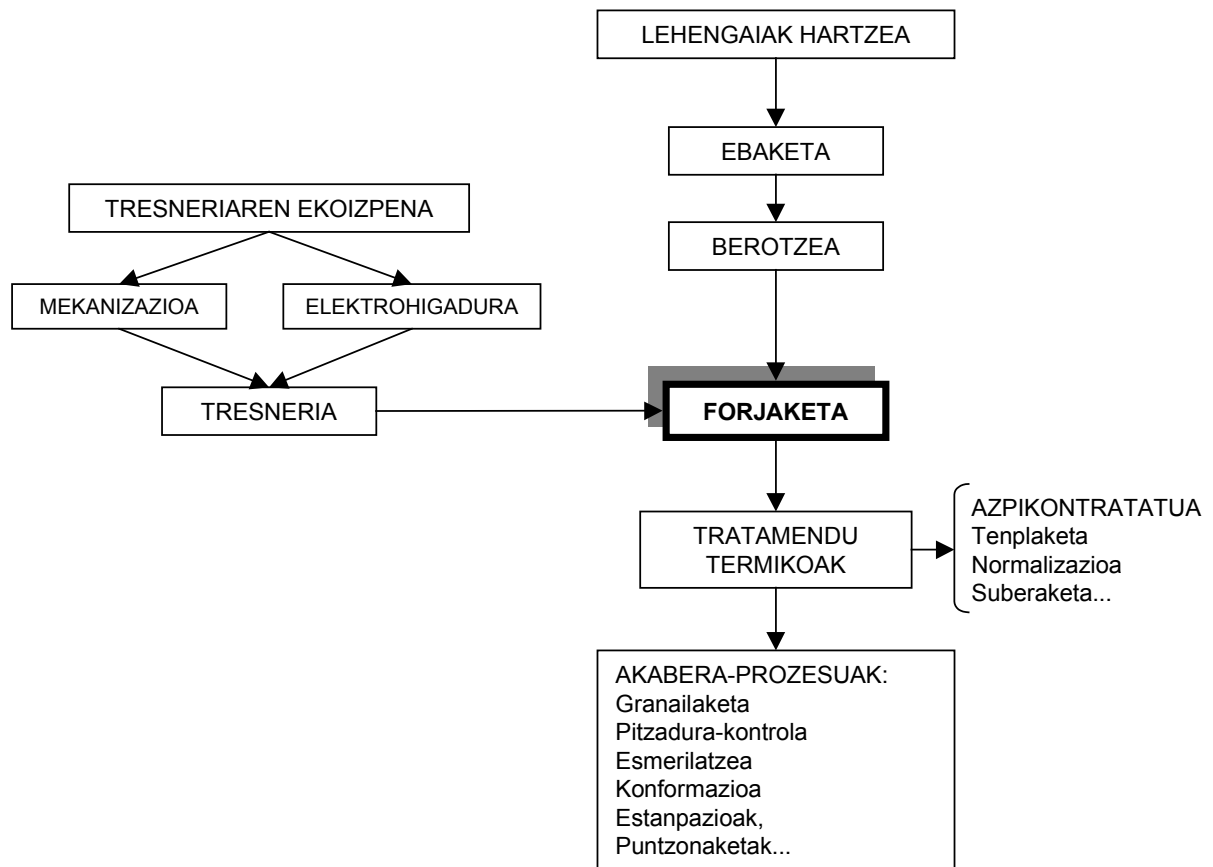 LEHENGAIAK HARTZEA
EBAKETA
TRESNERIAREN EKOIZPENA
BEROTZEA
MEKANIZAZIOA
ELEKTROHIGADURA
TRESNERIA
FORJAKETA
TRATAMENDU
TERMIKOAK
AZPIKONTRATATUA
Tenplaketa
Normalizazioa
Suberaketa...
AKABERA-PROZESUAK:
Granailaketa
Pitzadura-kontrola
Esmerilatzea
Konformazioa
Estanpazioak,
Puntzonaketak...